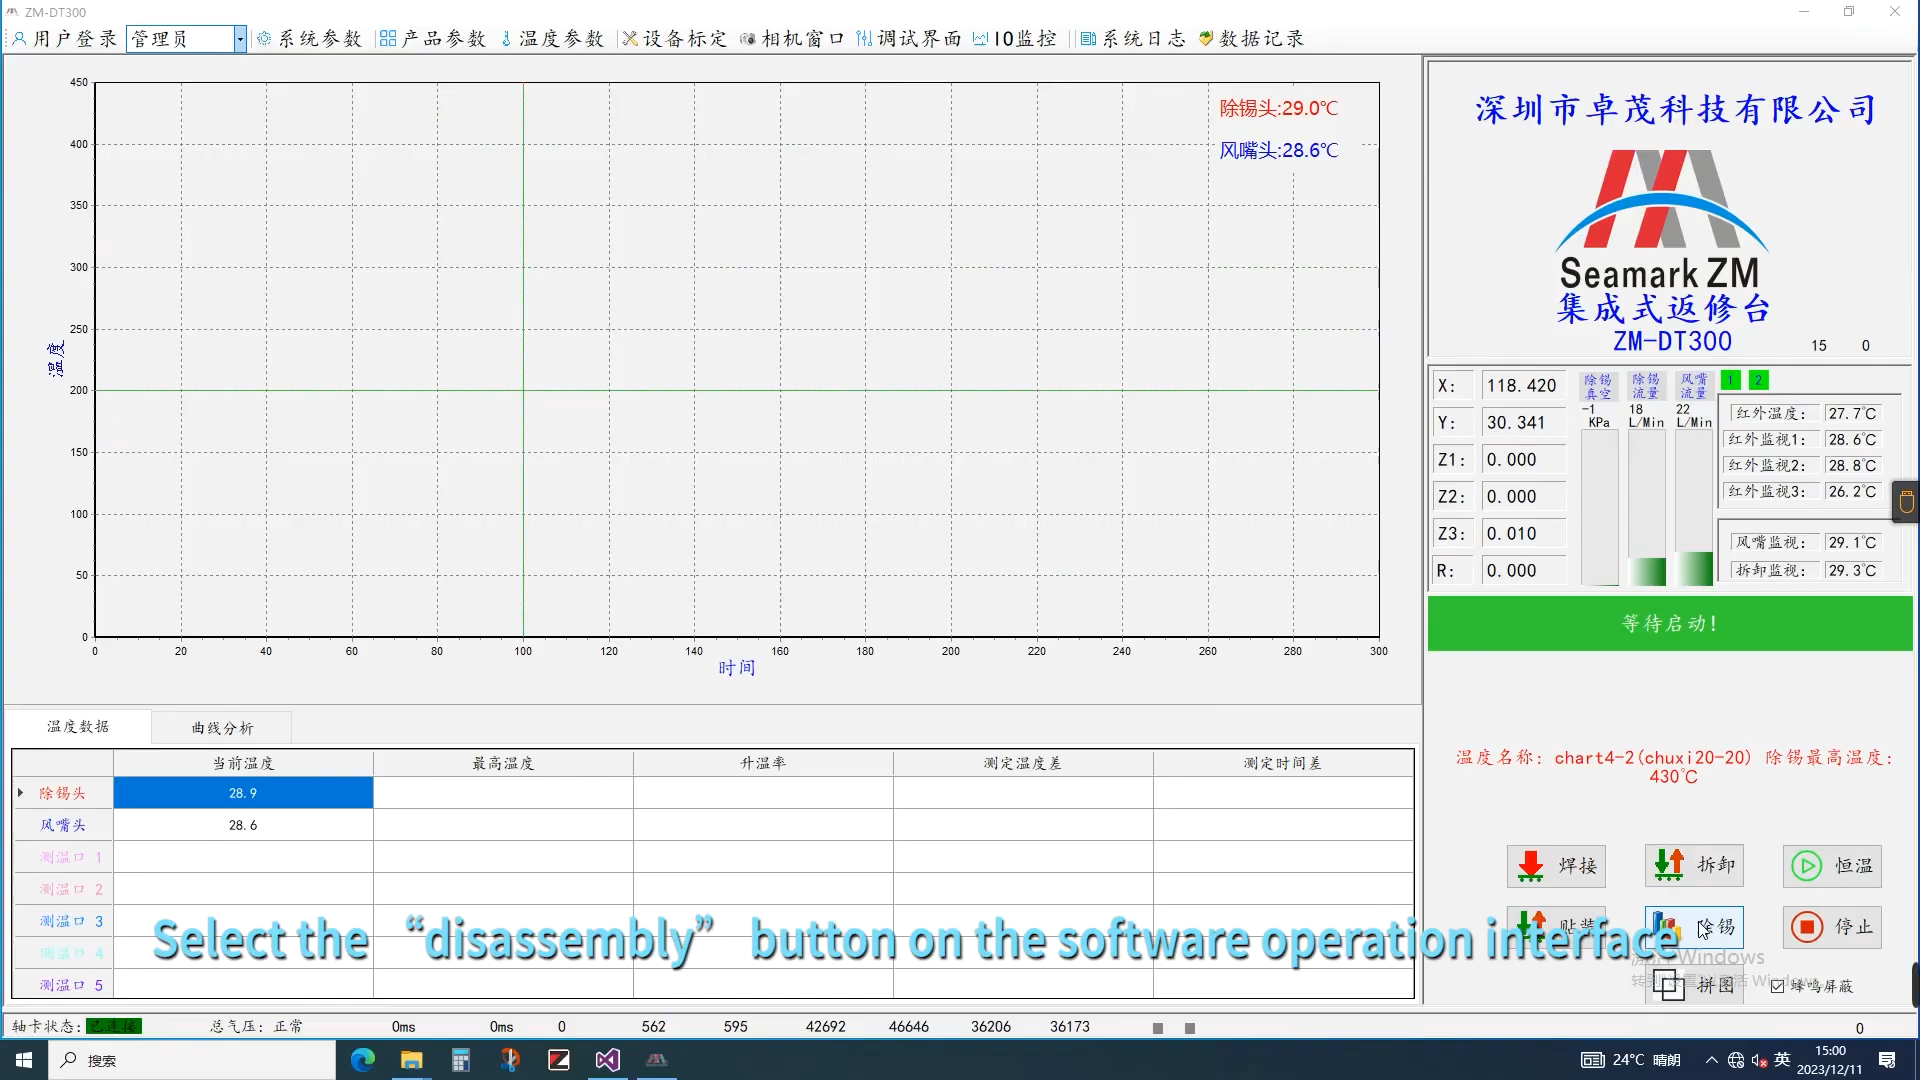 ZM-DT300
用户登录 管理员 系统参数 产品参数 温度参数 设备标定 相机窗口 调试界面 IO监控 系统日志 数据记录
450
400
350
300
250
200
150
100
50
0
温度
除锡头:29.0℃
风嘴头:28.6℃
0 20 40 60 80 100 120 140 160 180 200 220 240 260 280 300
时间
深圳市卓茂科技有限公司
Seamark ZM
集成式返修台
ZM-DT300
15 0
X: 118.420
Y: 30.341
Z1: 0.000
Z2: 0.000
Z3: 0.010
R: 0.000
除锡真空 除锡流量 风嘴流量
-1 KPa 18 L/Min 22 L/Min
1 2
红外温度: 27.7℃
红外监视1: 28.6℃
红外监视2: 28.8℃
红外监视3: 26.2℃
风嘴监视: 29.1℃
拆卸监视: 29.3℃
等待启动!
温度名称: chart4-2(chuxi20-20) 除锡最高温度:
430℃
焊接 拆卸 恒温
贴装 除锡 停止
拼图 蜂鸣屏蔽
温度数据 曲线分析
当前温度 最高温度 升温率 测定温度差 测定时间差
除锡头 28.9
风嘴头 28.6
测温口 1
测温口 2
测温口 3
测温口 4
测温口 5
Select the “disassembly” button on the software operation interface
轴卡状态: 已连接 总气压: 正常 0ms 0ms 0 562 595 42692 46646 36206 36173 0
搜索
24°C 晴朗 英 15:00
2023/12/11